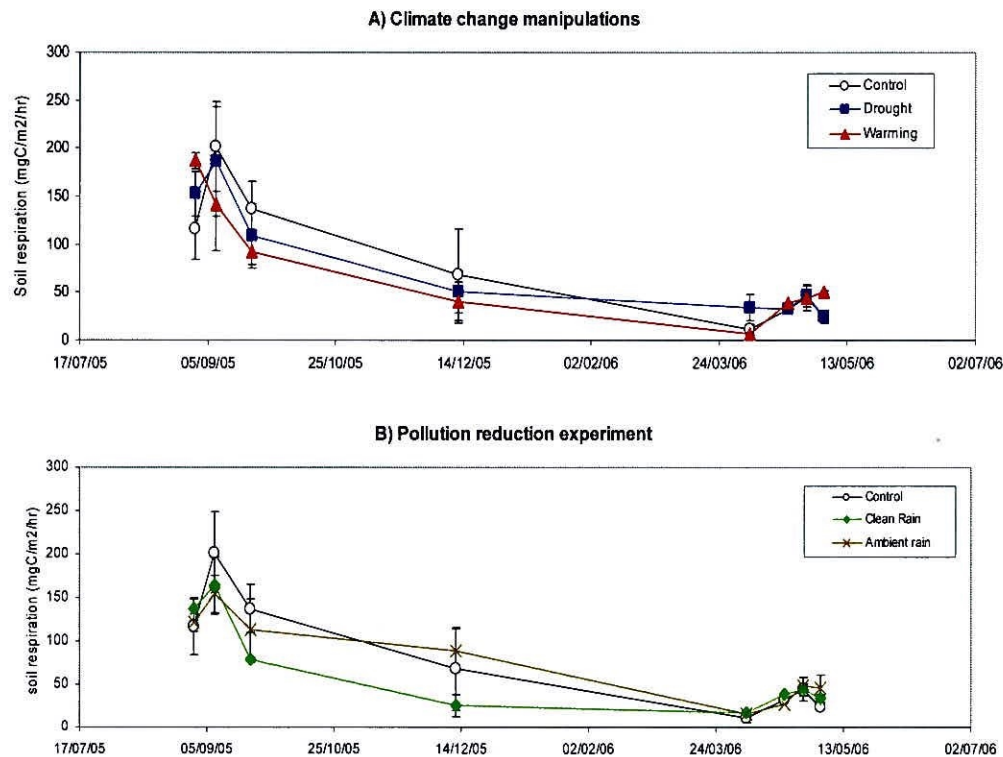 A) Climate change manipulations
300
250
200
150
100
50
0
Soil respiration (mgC/m2/hr)
Control
Drought
Warming
17/07/05 05/09/05 25/10/05 14/12/05 02/02/06 24/03/06 13/05/06 02/07/06
B) Pollution reduction experiment
300
250
200
150
100
50
0
soil respiration (mgC/m2/hr)
Control
Clean Rain
Ambient rain
17/07/05 05/09/05 25/10/05 14/12/05 02/02/06 24/03/06 13/05/06 02/07/06